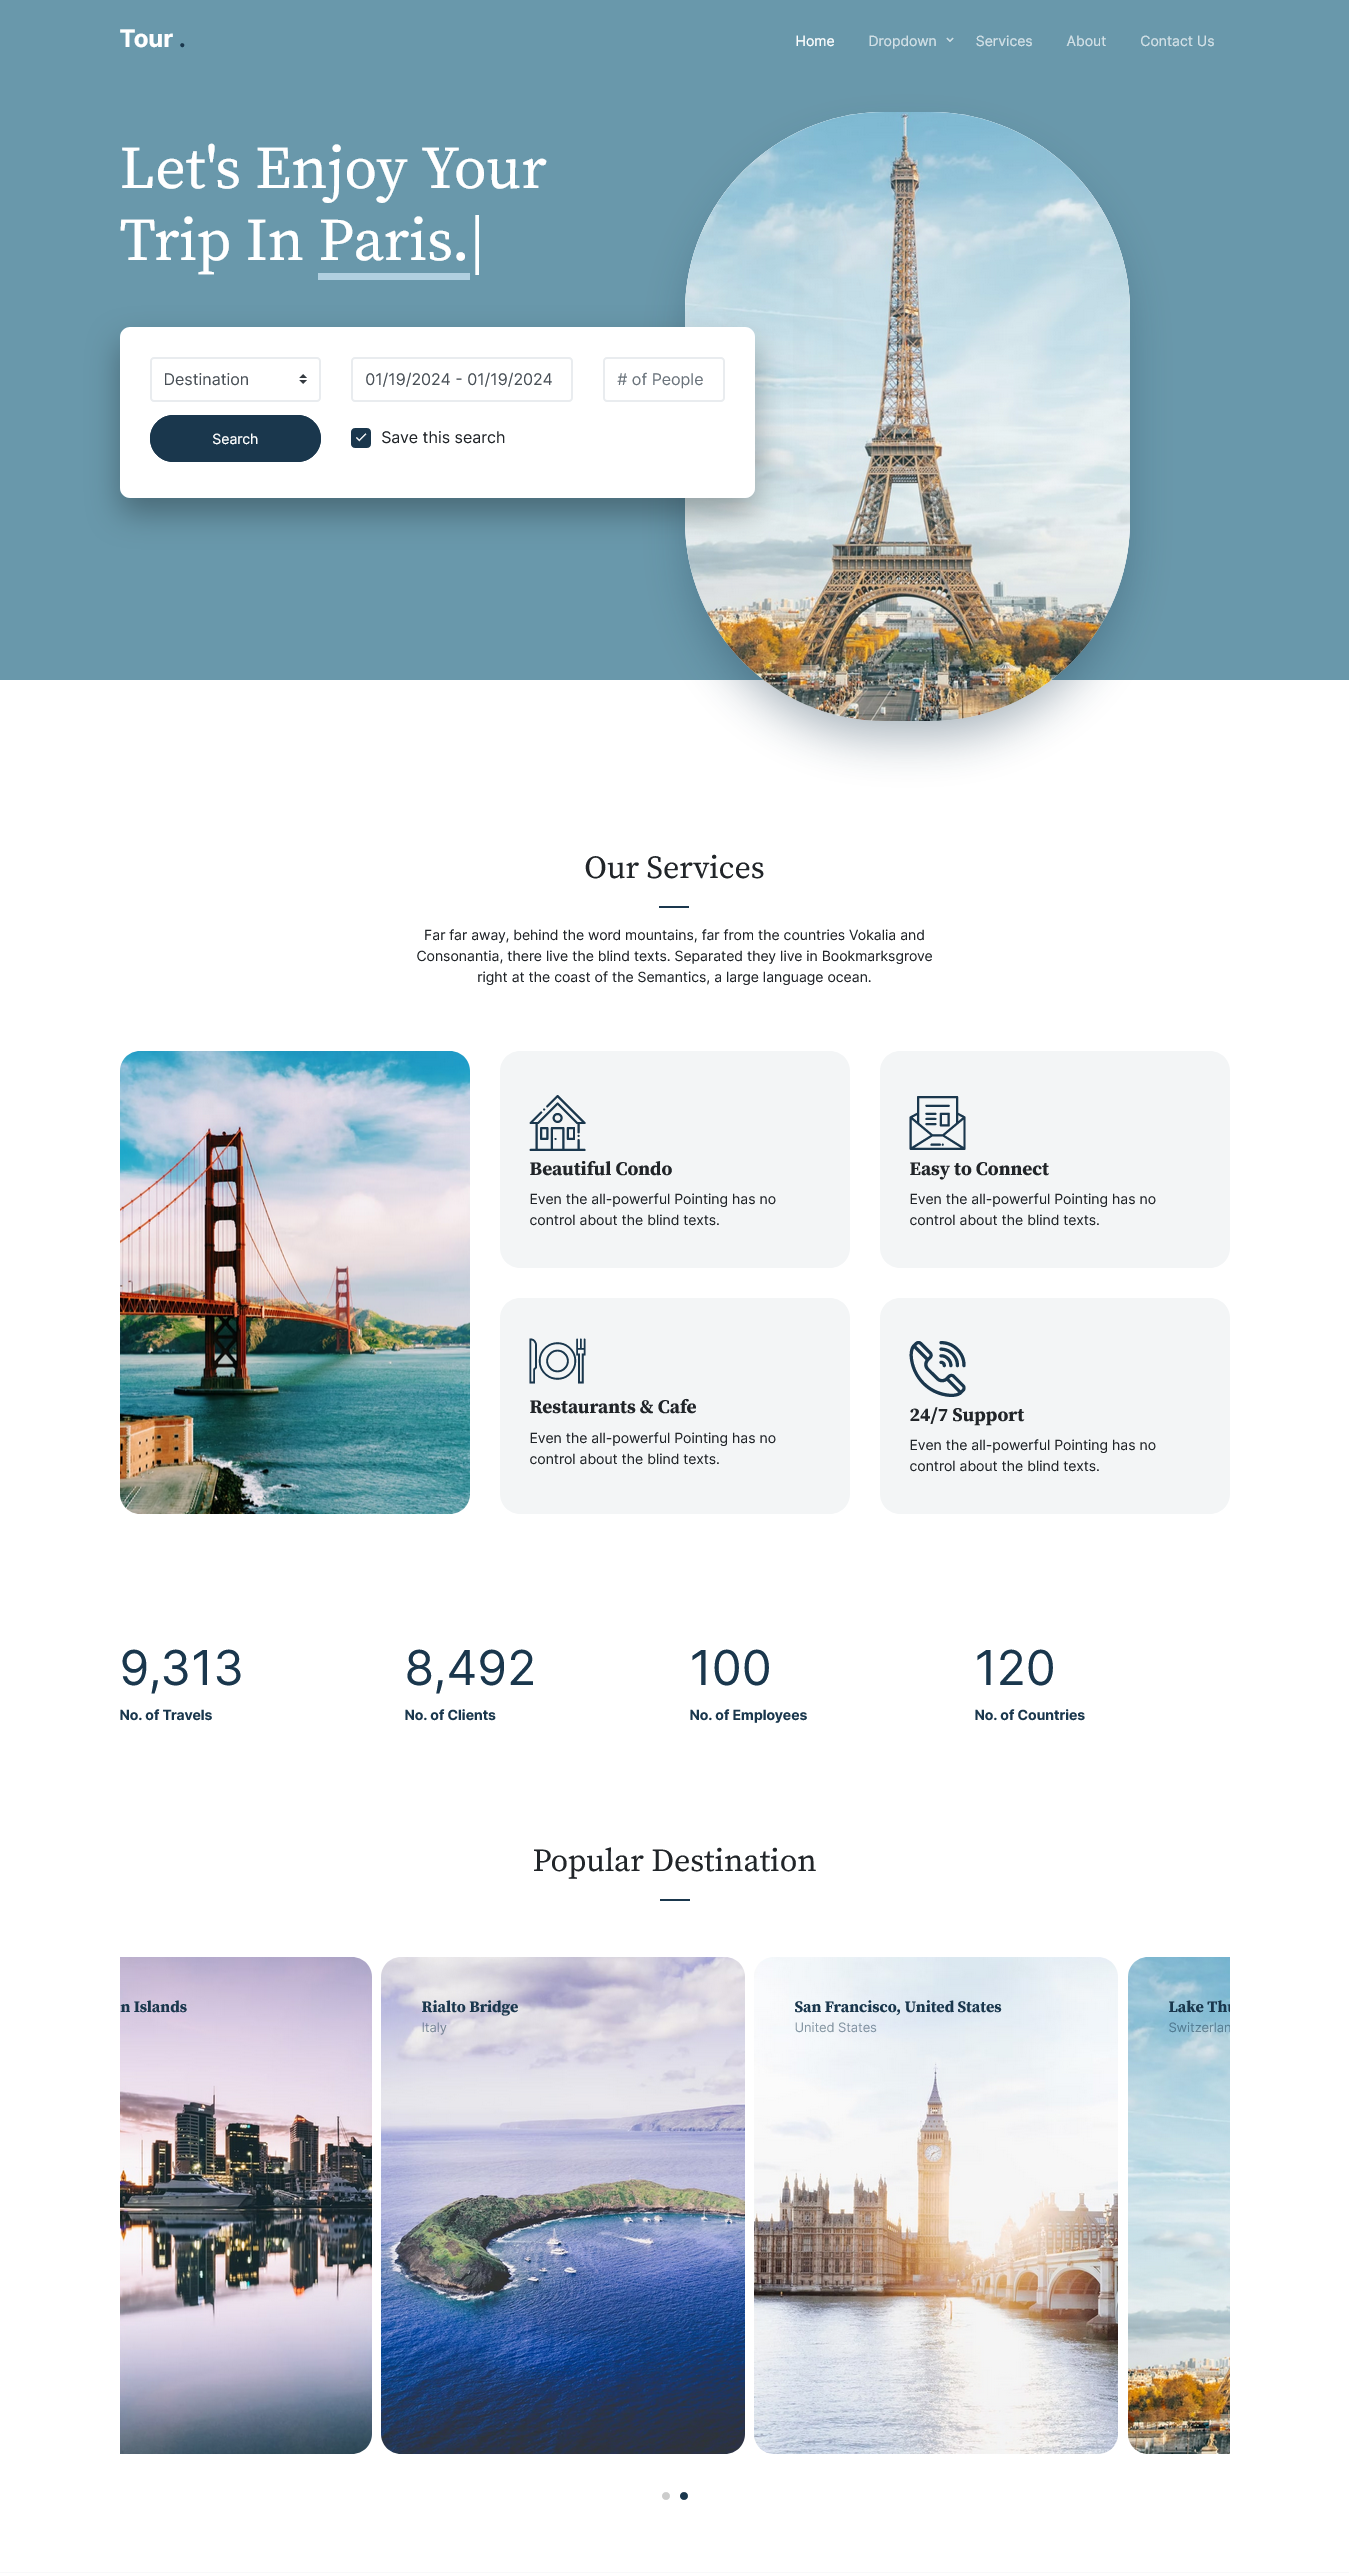 Tour .
Home Dropdown Services About Contact Us
Let's Enjoy Your
Trip In Paris.|
Destination 01/19/2024 - 01/19/2024 # of People
Search Save this search
Our Services
Far far away, behind the word mountains, far from the countries Vokalia and
Consonantia, there live the blind texts. Separated they live in Bookmarksgrove
right at the coast of the Semantics, a large language ocean.
Beautiful Condo
Even the all-powerful Pointing has no
control about the blind texts.
Easy to Connect
Even the all-powerful Pointing has no
control about the blind texts.
Restaurants & Cafe
Even the all-powerful Pointing has no
control about the blind texts.
24/7 Support
Even the all-powerful Pointing has no
control about the blind texts.
9,313
No. of Travels
8,492
No. of Clients
100
No. of Employees
120
No. of Countries
Popular Destination
n Islands
Rialto Bridge
Italy
San Francisco, United States
United States
Lake Thu
Switzerlan